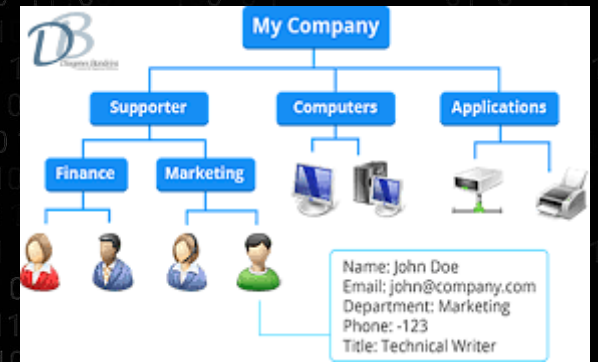 DB
My Company
Supporter
Computers
Applications
Finance
Marketing
Name: John Doe
Email: john@company.com
Department: Marketing
Phone: -123
Title: Technical Writer